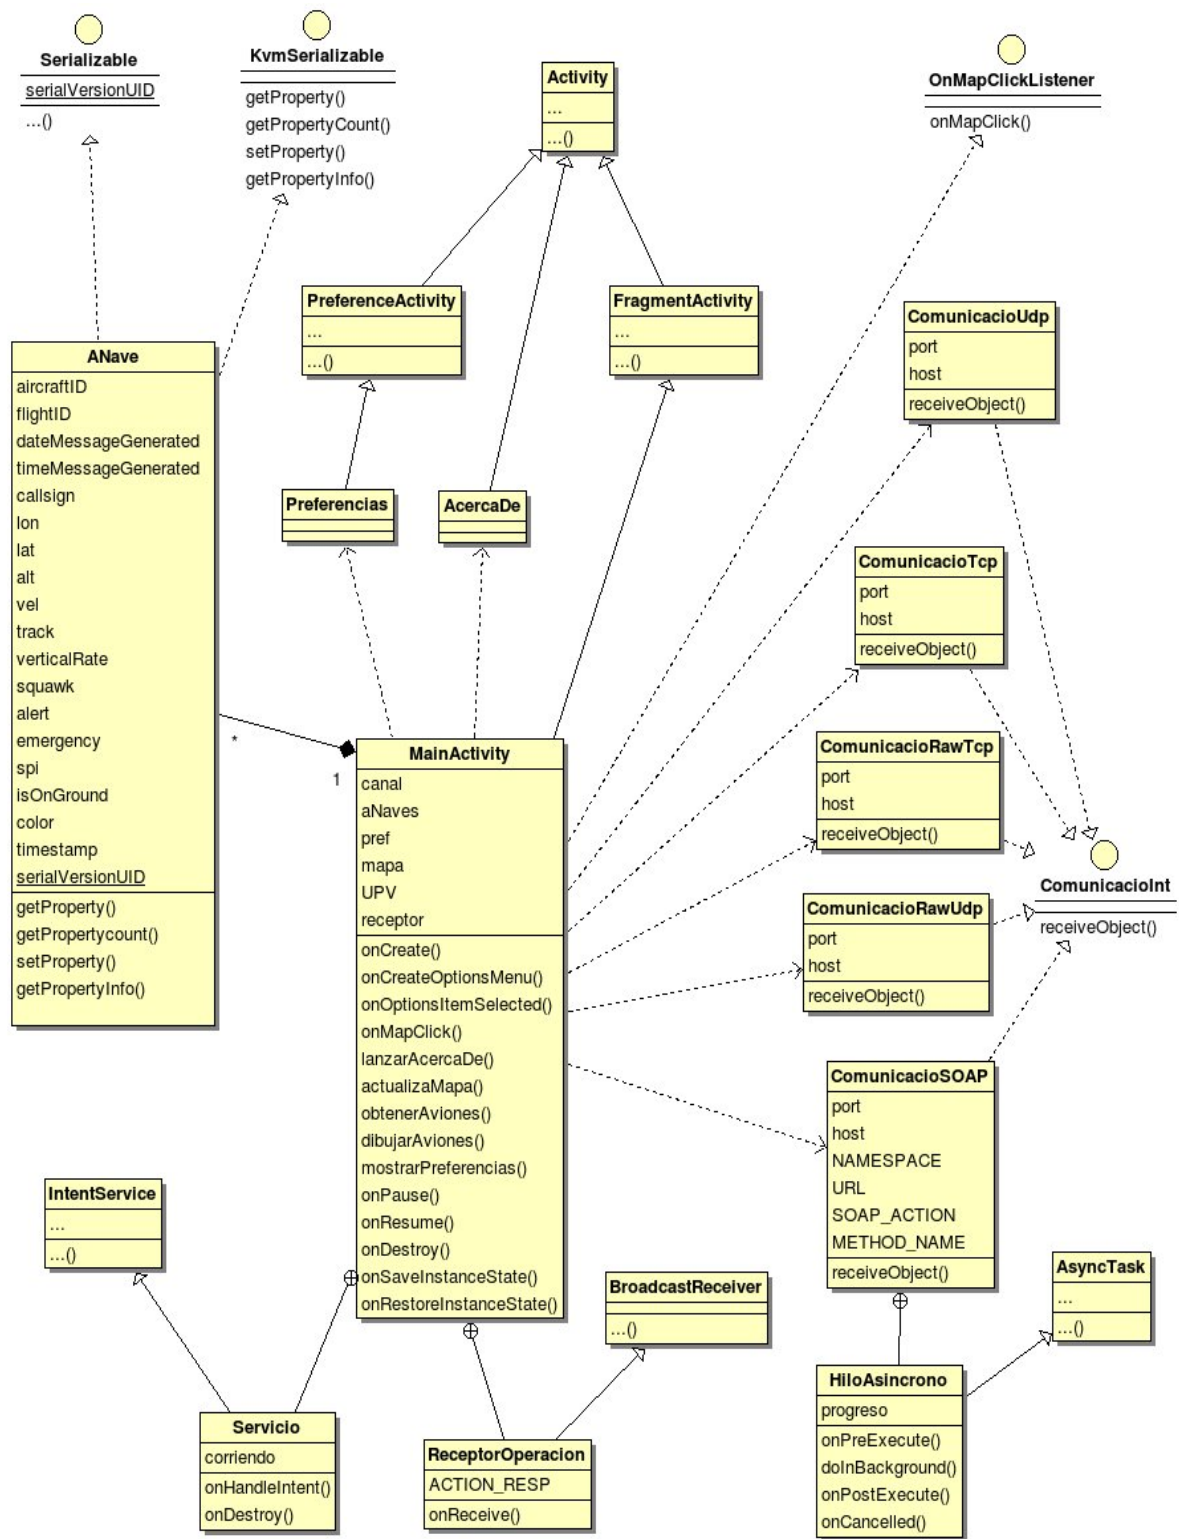 Serializable
serialVersionUID
...()
KvmSerializable
getProperty()
getPropertyCount()
setProperty()
getPropertyInfo()
Activity
...
...()
OnMapClickListener
onMapClick()
PreferenceActivity
...
...()
FragmentActivity
...
...()
ComunicacioUdp
port
host
receiveObject()
ANave
aircraftID
flightID
dateMessageGenerated
timeMessageGenerated
callsign
lon
lat
alt
vel
track
verticalRate
squawk
alert
emergency
spi
isOnGround
color
timestamp
serialVersionUID
getProperty()
getPropertycount()
setProperty()
getPropertyInfo()
Preferencias
AcercaDe
ComunicacioTcp
port
host
receiveObject()
*
1
MainActivity
canal
aNaves
pref
mapa
UPV
receptor
onCreate()
onCreateOptionsMenu()
onOptionsItemSelected()
onMapClick()
lanzarAcercaDe()
actualizaMapa()
obtenerAviones()
dibujarAviones()
mostrarPreferencias()
onPause()
onResume()
onDestroy()
onSaveInstanceState()
onRestoreInstanceState()
ComunicacioRawTcp
port
host
receiveObject()
ComunicacioInt
receiveObject()
ComunicacioRawUdp
port
host
receiveObject()
ComunicacioSOAP
port
host
NAMESPACE
URL
SOAP_ACTION
METHOD_NAME
receiveObject()
IntentService
...
...()
BroadcastReceiver
...()
AsyncTask
...
...()
Servicio
corriendo
onHandleIntent()
onDestroy()
ReceptorOperacion
ACTION_RESP
onReceive()
HiloAsincrono
progreso
onPreExecute()
doInBackground()
onPostExecute()
onCancelled()